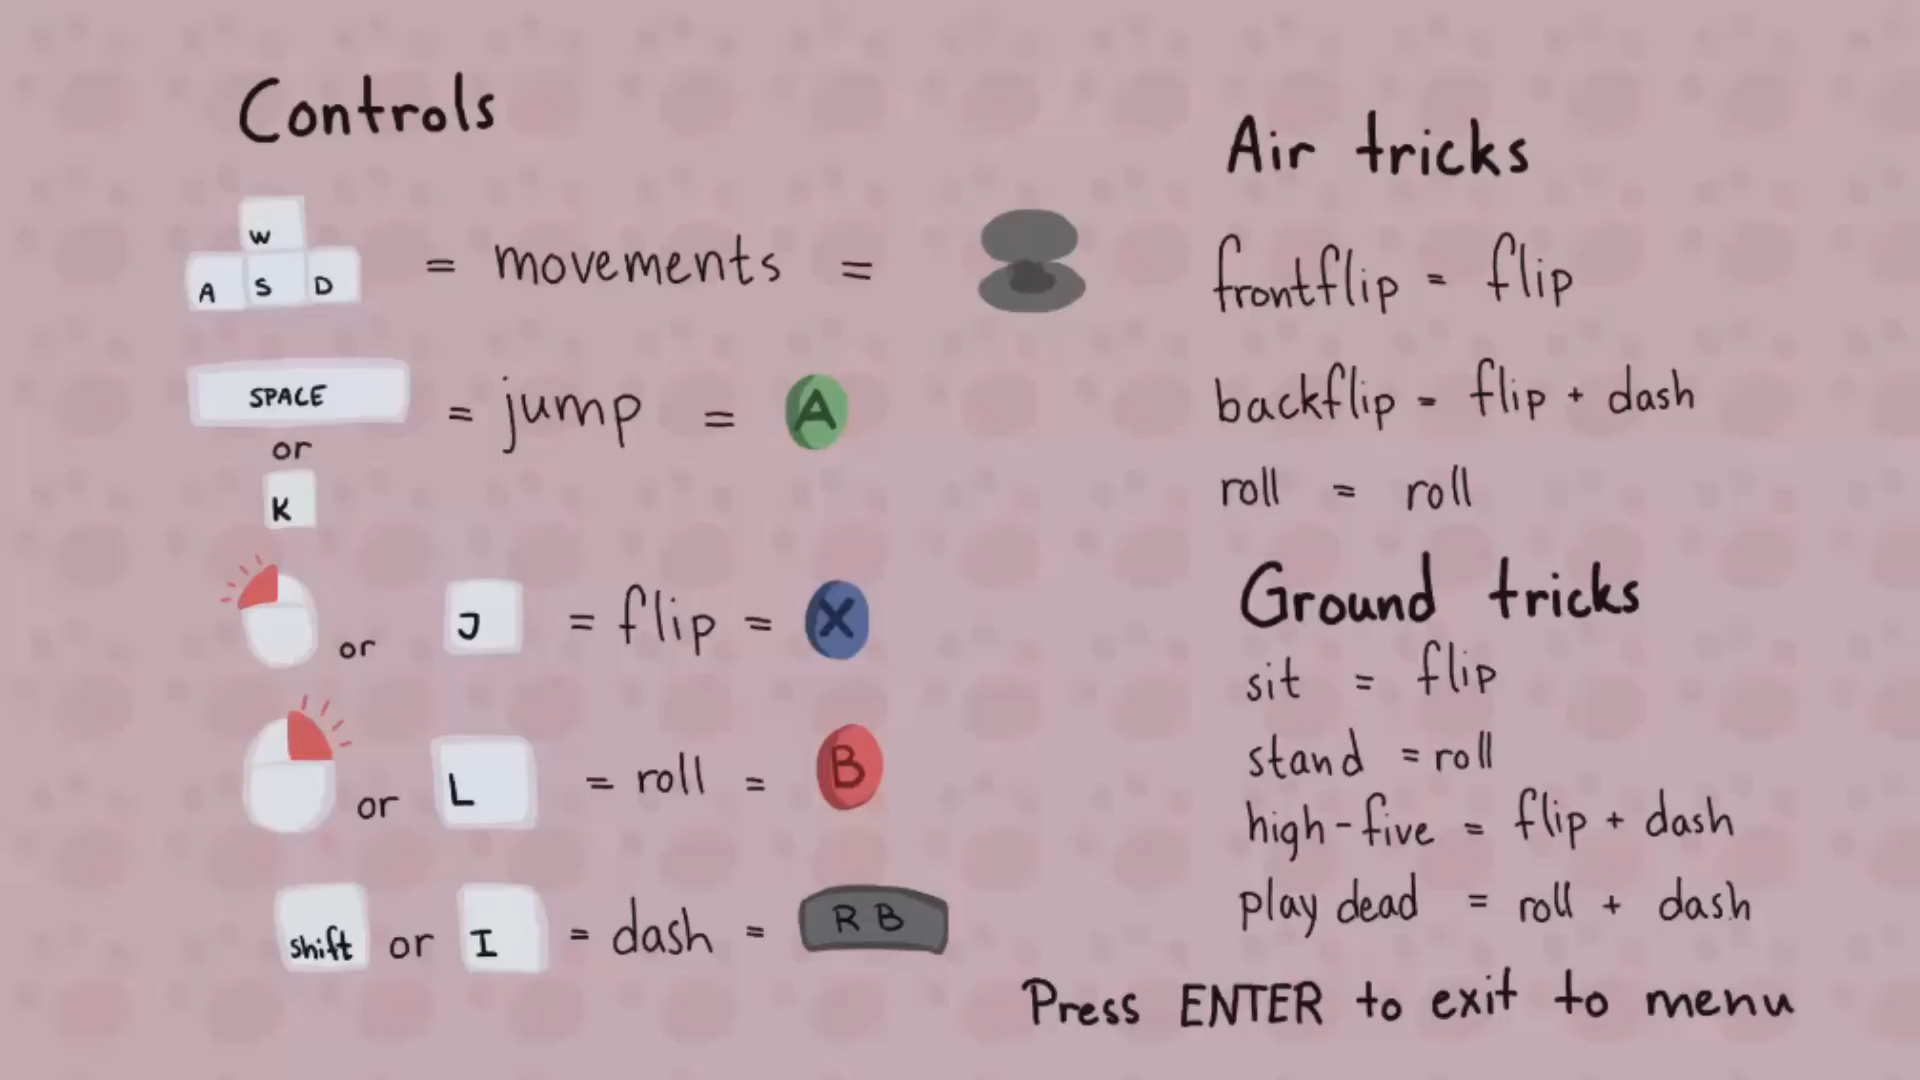 Controls
W
A S D = movements =
SPACE = jump = A
or
K
or J = flip = X
or L = roll = B
shift or I = dash = RB
Air tricks
frontflip = flip
backflip = flip + dash
roll = roll
Ground tricks
sit = flip
stand = roll
high-five = flip + dash
play dead = roll + dash
Press ENTER to exit to menu